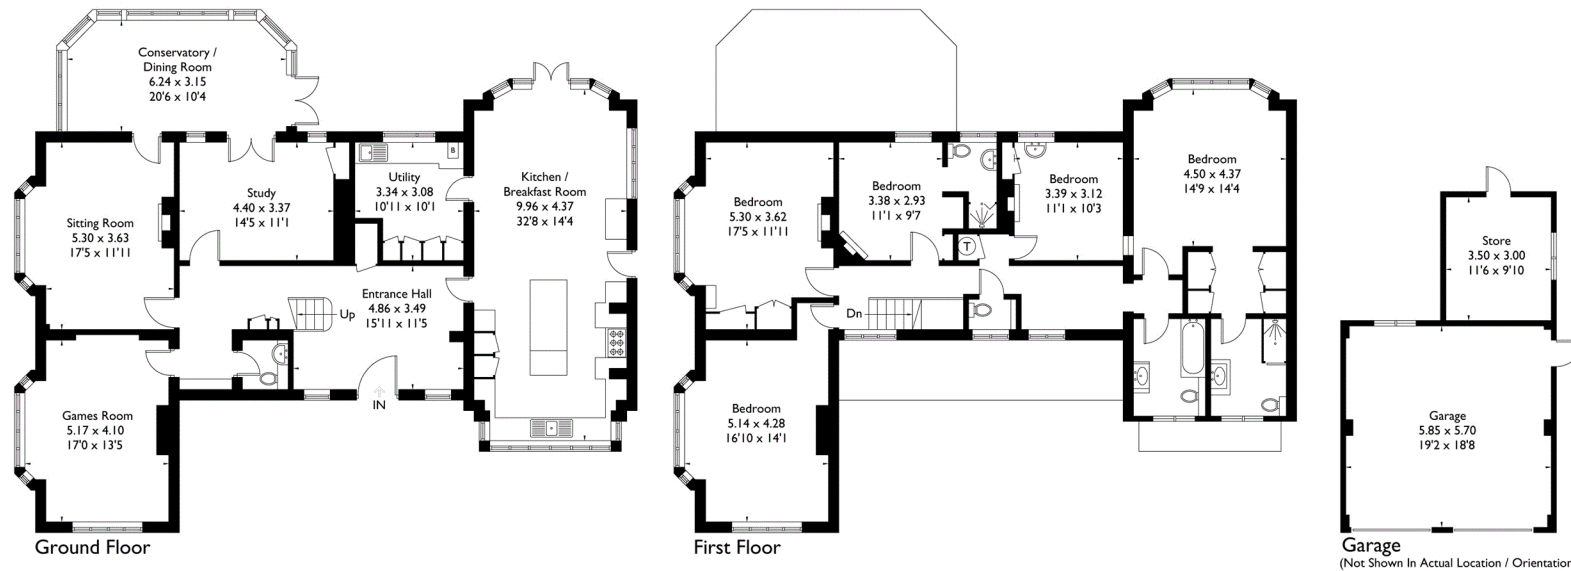 Conservatory /
Dining Room
6.24 x 3.15
20'6 x 10'4
Sitting Room
5.30 x 3.63
17'5 x 11'11
Study
4.40 x 3.37
14'5 x 11'1
Utility
3.34 x 3.08
10'11 x 10'1
B
Kitchen /
Breakfast Room
9.96 x 4.37
32'8 x 14'4
Entrance Hall
4.86 x 3.49
15'11 x 11'5
Up
IN
Games Room
5.17 x 4.10
17'0 x 13'5
Ground Floor
Bedroom
5.30 x 3.62
17'5 x 11'11
Bedroom
3.38 x 2.93
11'1 x 9'7
Bedroom
3.39 x 3.12
11'1 x 10'3
Bedroom
4.50 x 4.37
14'9 x 14'4
T
Dn
Bedroom
5.14 x 4.28
16'10 x 14'1
First Floor
Store
3.50 x 3.00
11'6 x 9'10
Garage
5.85 x 5.70
19'2 x 18'8
Garage
(Not Shown In Actual Location / Orientation